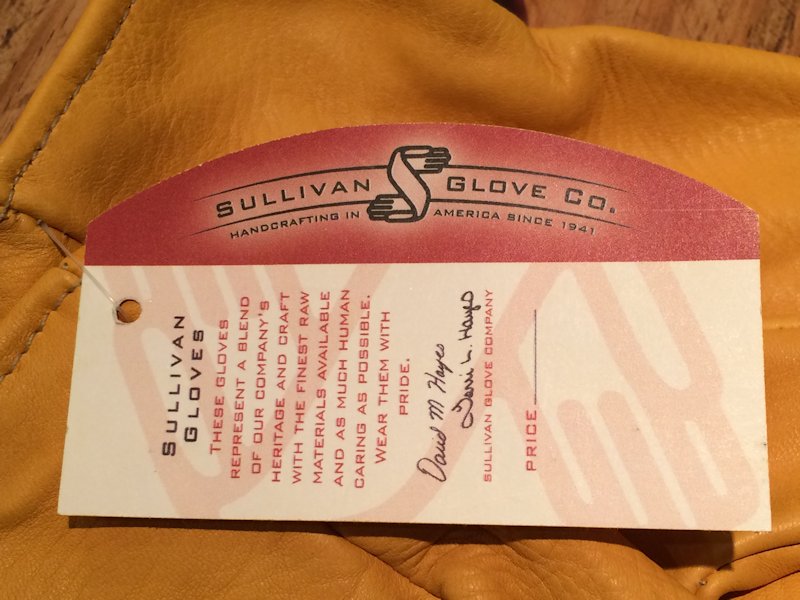 SULLIVAN GLOVE CO.
HANDCRAFTING IN AMERICA SINCE 1941
SULLIVAN
GLOVES
THESE GLOVES
REPRESENT A BLEND
OF OUR COMPANY'S
HERITAGE AND CRAFT
WITH THE FINEST RAW
MATERIALS AVAILABLE
AND AS MUCH HUMAN
CARING AS POSSIBLE.
WEAR THEM WITH
PRIDE.
David M Hayes
Terri L. Hayes
SULLIVAN GLOVE COMPANY
PRICE